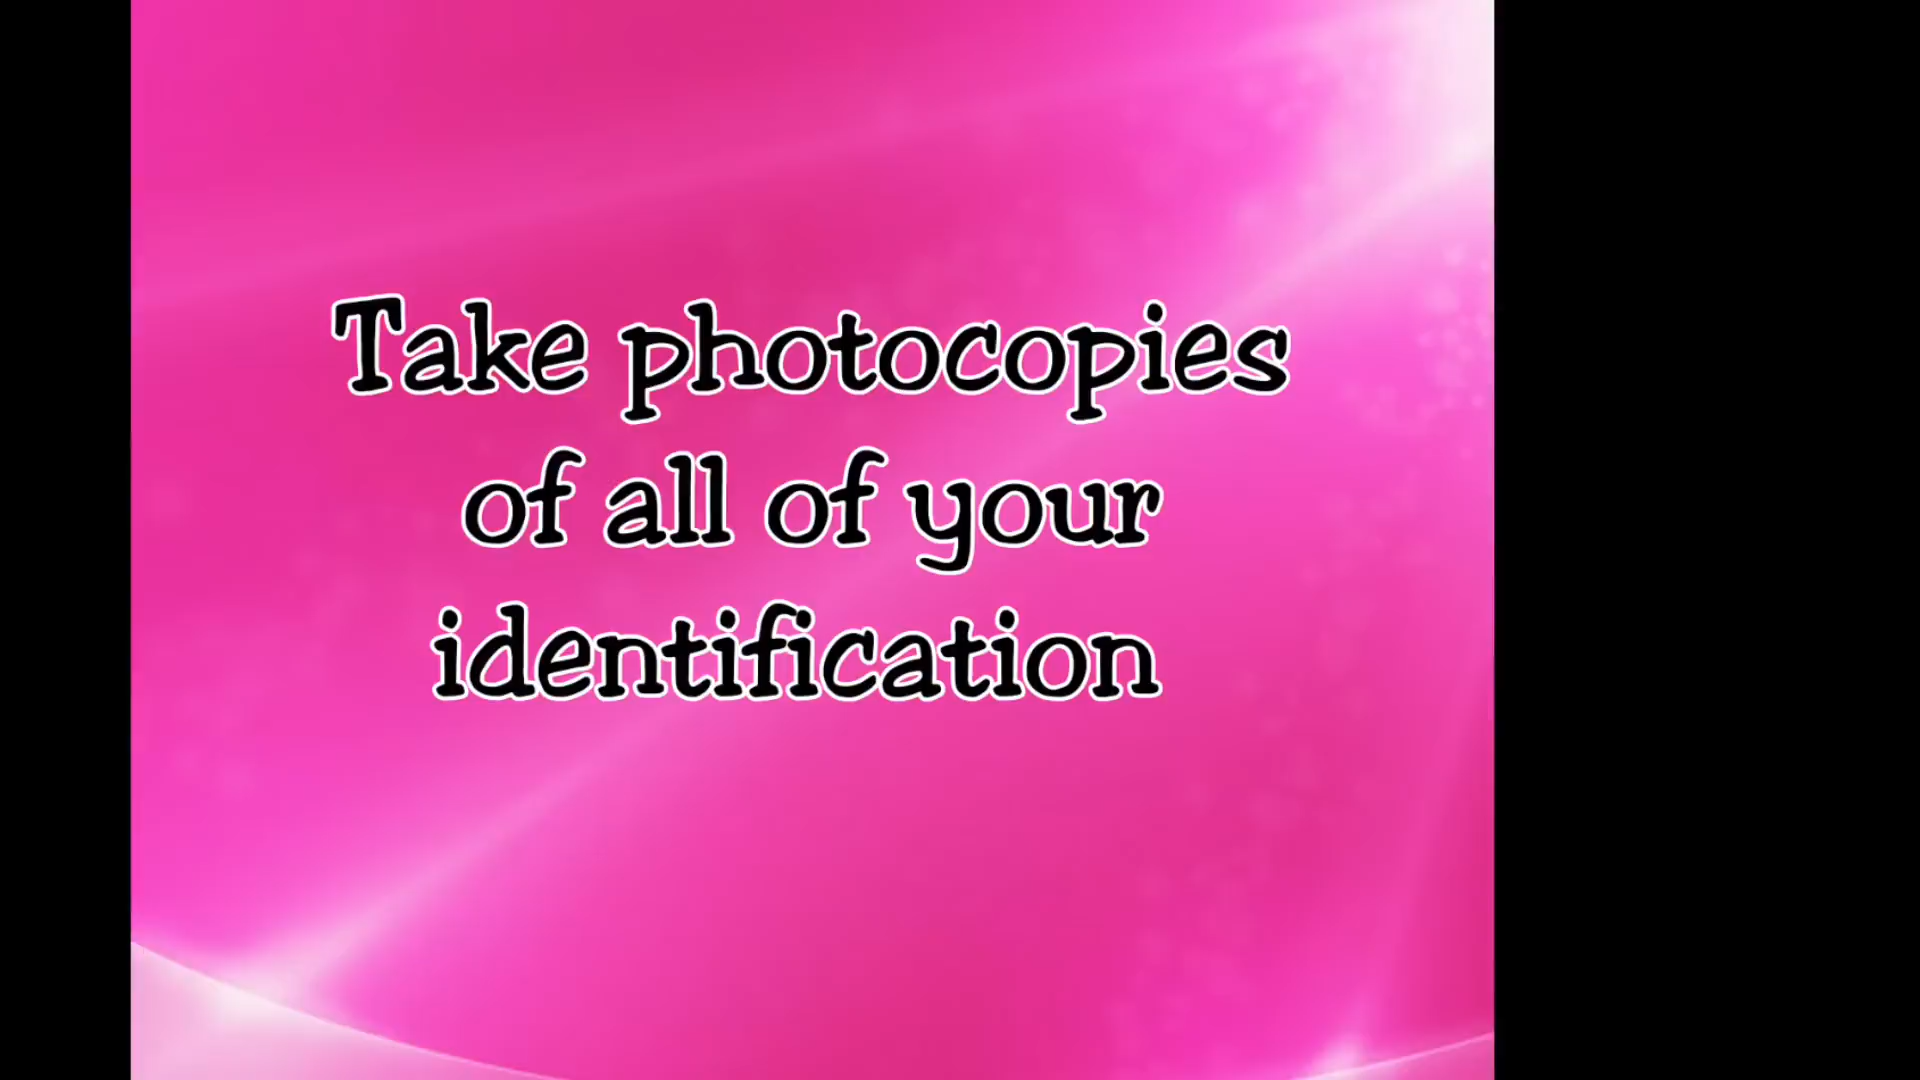 Take photocopies
of all of your
identification